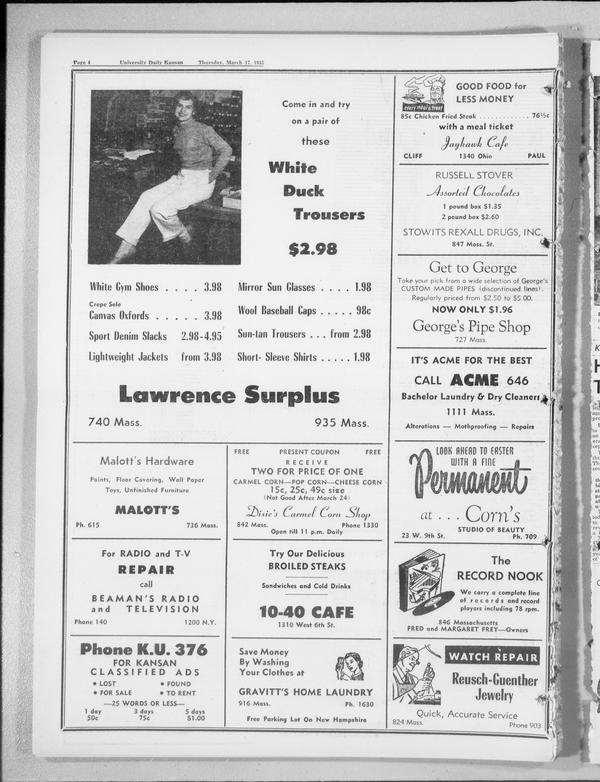 Page 4 University Daily Kansan Thursday, March 17, 1955
Come in and try
on a pair of
these
White
Duck
Trousers
$2.98
White Gym Shoes . . . . 3.98
Crepe Sole
Canvas Oxfords . . . . . 3.98
Sport Denim Slacks 2.98-4.95
Lightweight Jackets from 3.98
Mirror Sun Glasses . . . . 1.98
Wool Baseball Caps . . . . . 98c
Sun-tan Trousers . . . from 2.98
Short- Sleeve Shirts . . . . . 1.98
Lawrence Surplus
740 Mass. 935 Mass.
Malott's Hardware
Paints, Floor Covering, Wall Paper
Toys, Unfinished Furniture
MALOTT'S
Ph. 615 736 Mass.
For RADIO and T-V
REPAIR
call
BEAMAN'S RADIO
and TELEVISION
Phone 140 1200 N.Y.
Phone K.U. 376
FOR KANSAN
CLASSIFIED ADS
• LOST • FOUND
• FOR SALE • TO RENT
—25 WORDS OR LESS—
1 day 3 days 5 days
50c 75c $1.00
FREE PRESENT COUPON FREE
RECEIVE
TWO FOR PRICE OF ONE
CARMEL CORN—POP CORN—CHEESE CORN
15c, 25c, 49c size
(Not Good After March 24)
Dixie's Carmel Corn Shop
842 Mass. Phone 1330
Open till 11 p.m. Daily
Try Our Delicious
BROILED STEAKS
Sandwiches and Cold Drinks
10-40 CAFE
1310 West 6th St.
Save Money
By Washing
Your Clothes at
GRAVITT'S HOME LAUNDRY
916 Mass. Ph. 1630
Free Parking Lot On New Hampshire
every meal a treat
GOOD FOOD for
LESS MONEY
85c Chicken Fried Steak . . . . . . . . . . . . . 76½c
with a meal ticket
Jayhawk Cafe
CLIFF 1340 Ohio PAUL
RUSSELL STOVER
Assorted Chocolates
1 pound box $1.35
2 pound box $2.60
STOWITS REXALL DRUGS, INC.
847 Mass. St.
Get to George
Take your pick from a wide selection of George's
CUSTOM MADE PIPES (discontinued lines).
Regularly priced from $2.50 to $5.00.
NOW ONLY $1.96
George's Pipe Shop
727 Mass.
IT'S ACME FOR THE BEST
CALL ACME 646
Bachelor Laundry & Dry Cleaners
1111 Mass.
Alterations — Mothproofing — Repairs
LOOK AHEAD TO EASTER
WITH A FINE
Permanent
at . . . Corn's
STUDIO OF BEAUTY
23 W. 9th St. Ph. 709
The
RECORD NOOK
We carry a complete line
of records and record
players including 78 rpm.
846 Massachusetts
FRED and MARGARET FREY—Owners
WATCH REPAIR
Reusch-Guenther
Jewelry
Quick, Accurate Service
824 Mass. Phone 903